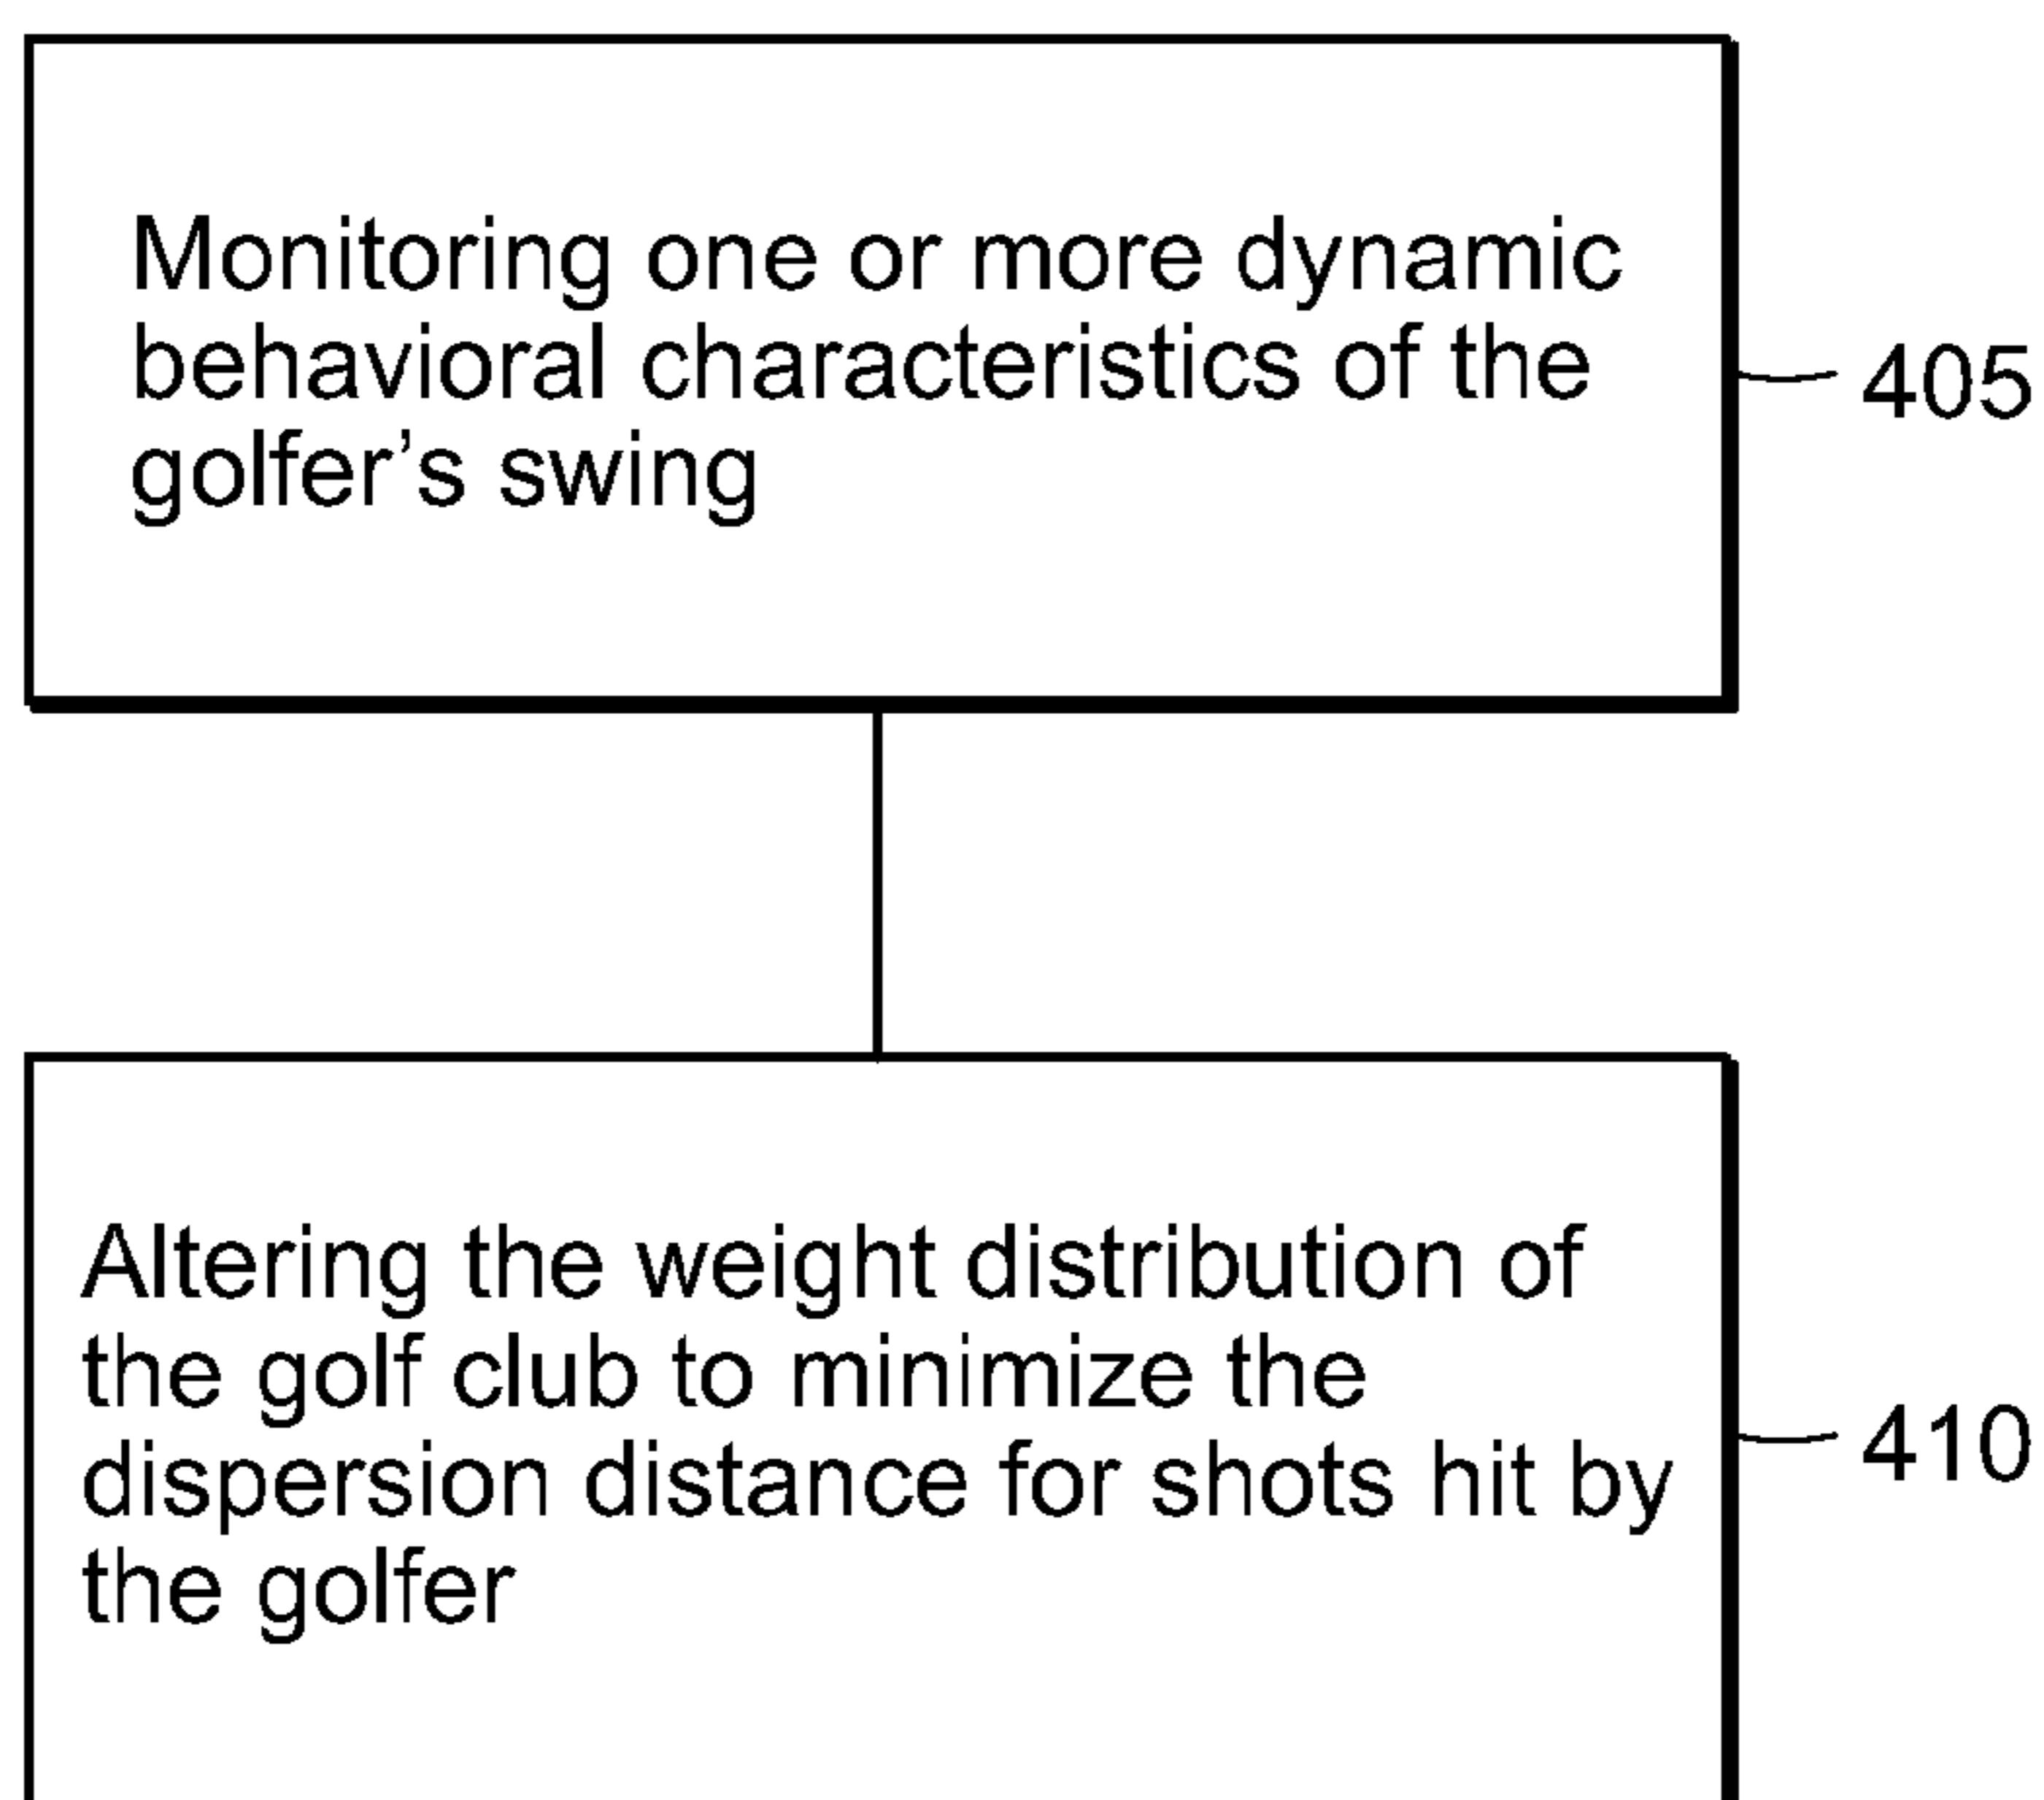 Monitoring one or more dynamic
behavioral characteristics of the
golfer's swing
405
Altering the weight distribution of
the golf club to minimize the
dispersion distance for shots hit by
the golfer
410